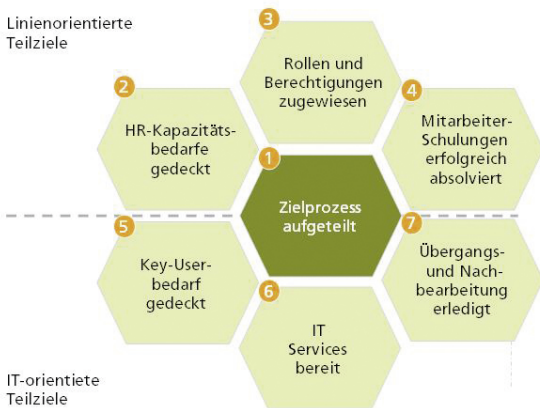 Linienorientierte
Teilziele
3
Rollen und
Berechtigungen
zugewiesen
2
HR-Kapazitäts-
bedarfe
gedeckt
4
Mitarbeiter-
Schulungen
erfolgreich
absolviert
1
Zielprozess
aufgeteilt
5
Key-User-
bedarf
gedeckt
7
Übergangs-
und Nach-
bearbeitung
erledigt
6
IT
Services
bereit
IT-orientiete
Teilziele